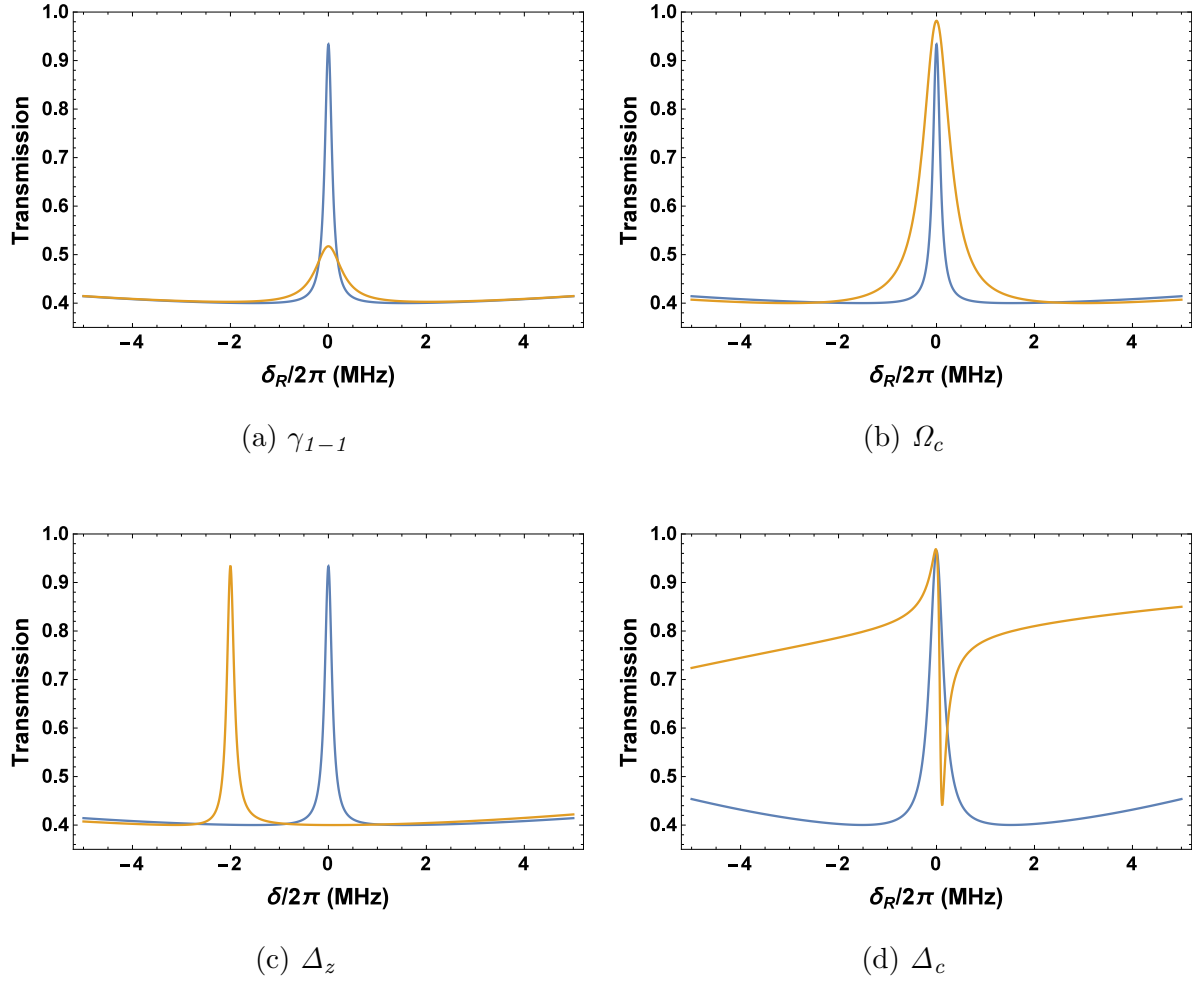 1.0
0.9
0.8
0.7
0.6
0.5
0.4
Transmission
−4 −2 0 2 4
δR/2π (MHz)
(a) γ1−1
1.0
0.9
0.8
0.7
0.6
0.5
0.4
Transmission
−4 −2 0 2 4
δR/2π (MHz)
(b) Ωc
1.0
0.9
0.8
0.7
0.6
0.5
0.4
Transmission
−4 −2 0 2 4
δ/2π (MHz)
(c) Δz
1.0
0.9
0.8
0.7
0.6
0.5
0.4
Transmission
−4 −2 0 2 4
δR/2π (MHz)
(d) Δc